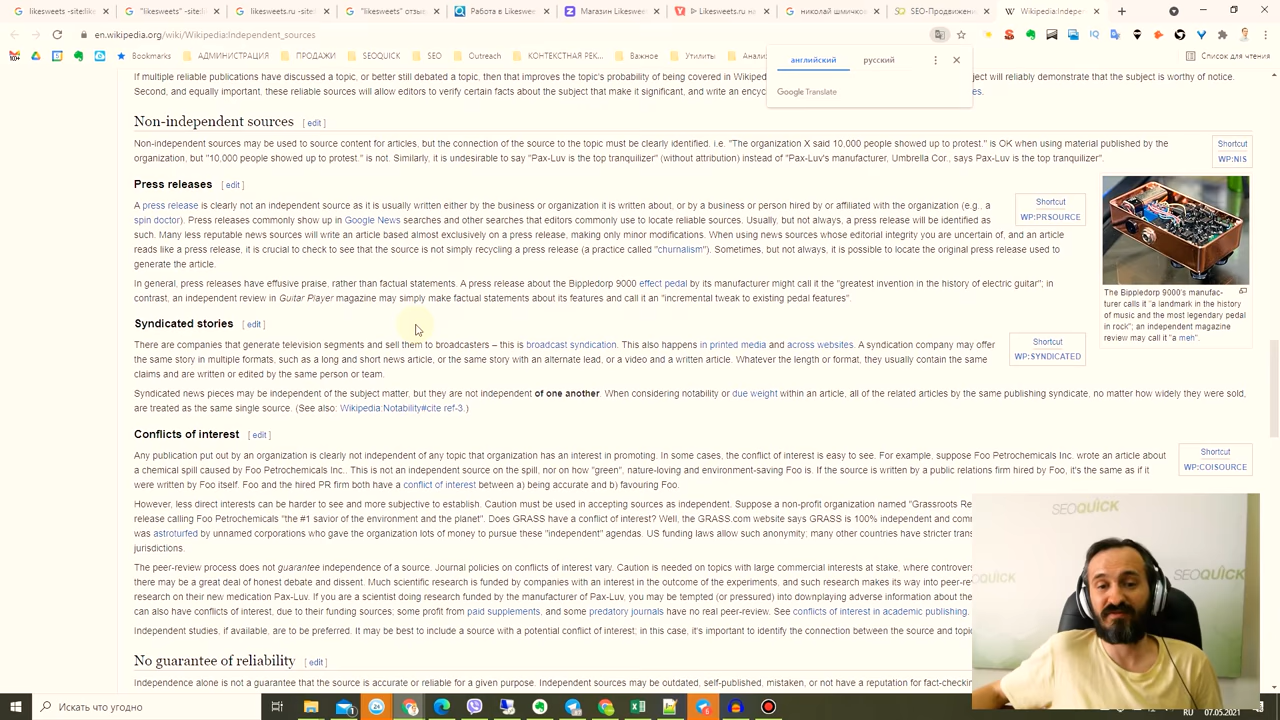 likesweets -site:likes
likesweets" -sitelin
likesweets.ru -sitelin
"likesweets" отзы
Работа в Likeswee
Магазин Likeswe
Likesweets.ru –
николай шмичко
SEO-Продвижен
Wikipedia:Indepen
en.wikipedia.org/wiki/Wikipedia:Independent_sources
Bookmarks АДМИНИСТРАЦИЯ ПРОДАЖИ SEOQUICK SEO Outreach КОНТЕКСТНАЯ РЕК... Важное Утилиты Анали Список для чтения
английский русский
Google Translate
If multiple reliable publications have discussed a topic, or better still debated a topic, then that improves the topic's probability of being covered in Wikiped ject will reliably demonstrate that the subject is worthy of notice.
Second, and equally important, these reliable sources will allow editors to verify certain facts about the subject that make it significant, and to write an ency es.
Non-independent sources [ edit ]
Non-independent sources may be used to source content for articles, but the connection of the source to the topic must be clearly identified. i.e. "The organization X said 10,000 people showed up to protest." is OK when using material published by the
organization, but "10,000 people showed up to protest." is not. Similarly, it is undesirable to say "Pax-Luv is the top tranquilizer" (without attribution) instead of "Pax-Luv's manufacturer, Umbrella Cor., says Pax-Luv is the top tranquilizer".
Shortcut
WP:NIS
Press releases [ edit ]
A press release is clearly not an independent source as it is usually written either by the business or organization it is written about, or by a business or person hired by or affiliated with the organization (e.g., a
spin doctor). Press releases commonly show up in Google News searches and other searches that editors commonly use to locate reliable sources. Usually, but not always, a press release will be identified as
such. Many less reputable news sources will write an article based almost exclusively on a press release, making only minor modifications. When using news sources whose editorial integrity you are uncertain of, and an article
reads like a press release, it is crucial to check to see that the source is not simply recycling a press release (a practice called "churnalism"). Sometimes, but not always, it is possible to locate the original press release used to
generate the article.
Shortcut
WP:PRSOURCE
In general, press releases have effusive praise, rather than factual statements. A press release about the Bippledorp 9000 effect pedal by its manufacturer might call it the "greatest invention in the history of electric guitar"; in
contrast, an independent review in Guitar Player magazine may simply make factual statements about its features and call it an "incremental tweak to existing pedal features".
The Bippledorp 9000's manufac-
turer calls it "a landmark in the history
of music and the most legendary pedal
in rock"; an independent magazine
review may call it "a meh".
Syndicated stories [ edit ]
There are companies that generate television segments and sell them to broadcasters – this is broadcast syndication. This also happens in printed media and across websites. A syndication company may offer
the same story in multiple formats, such as a long and short news article, or the same story with an alternate lead, or a video and a written article. Whatever the length or format, they usually contain the same
claims and are written or edited by the same person or team.
Shortcut
WP:SYNDICATED
Syndicated news pieces may be independent of the subject matter, but they are not independent of one another. When considering notability or due weight within an article, all of the related articles by the same publishing syndicate, no matter how widely they were sold,
are treated as the same single source. (See also: Wikipedia:Notability#cite ref-3.)
Conflicts of interest [ edit ]
Any publication put out by an organization is clearly not independent of any topic that organization has an interest in promoting. In some cases, the conflict of interest is easy to see. For example, suppose Foo Petrochemicals Inc. wrote an article about
a chemical spill caused by Foo Petrochemicals Inc.. This is not an independent source on the spill, nor on how "green", nature-loving and environment-saving Foo is. If the source is written by a public relations firm hired by Foo, it's the same as if it
were written by Foo itself. Foo and the hired PR firm both have a conflict of interest between a) being accurate and b) favouring Foo.
Shortcut
WP:COISOURCE
However, less direct interests can be harder to see and more subjective to establish. Caution must be used in accepting sources as independent. Suppose a non-profit organization named "Grassroots Re
release calling Foo Petrochemicals "the #1 savior of the environment and the planet". Does GRASS have a conflict of interest? Well, the GRASS.com website says GRASS is 100% independent and com
was astroturfed by unnamed corporations who gave the organization lots of money to pursue these "independent" agendas. US funding laws allow such anonymity; many other countries have stricter trans
jurisdictions.
The peer-review process does not guarantee independence of a source. Journal policies on conflicts of interest vary. Caution is needed on topics with large commercial interests at stake, where controvers
there may be a great deal of honest debate and dissent. Much scientific research is funded by companies with an interest in the outcome of the experiments, and such research makes its way into peer-re
research on their new medication Pax-Luv. If you are a scientist doing research funded by the manufacturer of Pax-Luv, you may be tempted (or pressured) into downplaying adverse information about the
can also have conflicts of interest, due to their funding sources; some profit from paid supplements, and some predatory journals have no real peer-review. See conflicts of interest in academic publishing.
Independent studies, if available, are to be preferred. It may be best to include a source with a potential conflict of interest; in this case, it's important to identify the connection between the source and topic
No guarantee of reliability [ edit ]
Independence alone is not a guarantee that the source is accurate or reliable for a given purpose. Independent sources may be outdated, self-published, mistaken, or not have a reputation for fact-checking
SEOQUICK
SEOQUICK
Искать что угодно
RU 07.05.2021